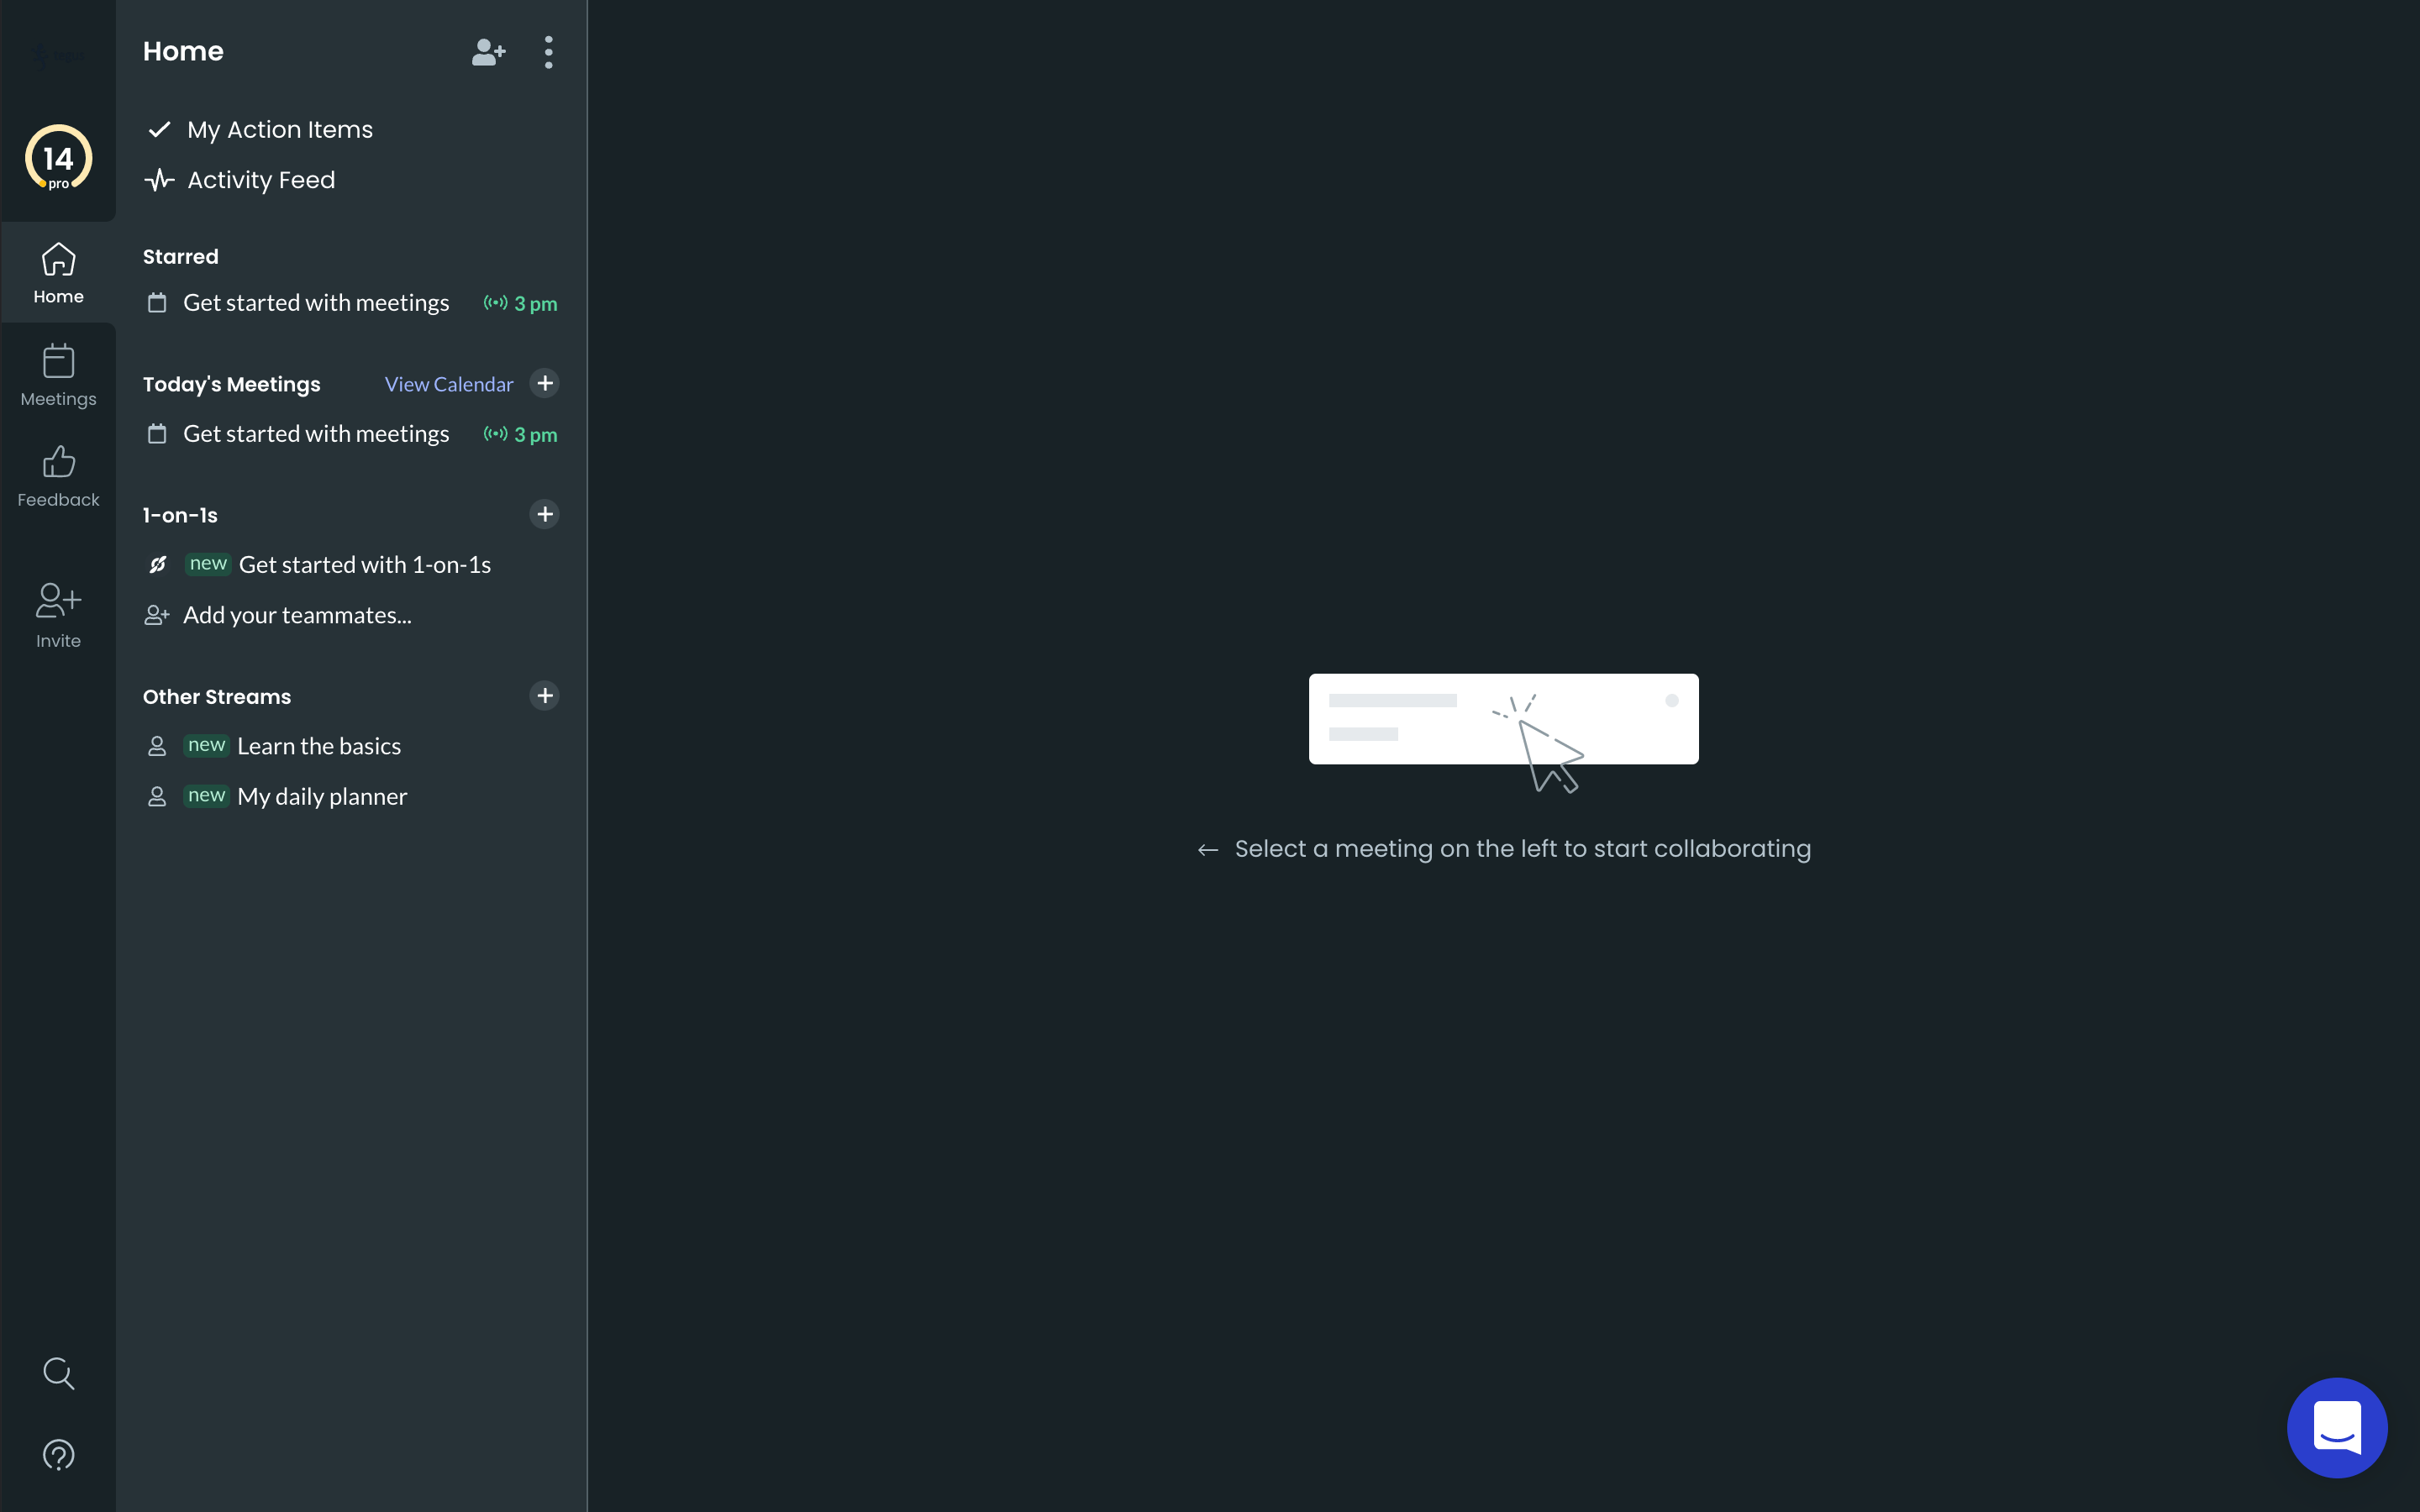 14
pro
Home
Meetings
Feedback
Invite
Home
My Action Items
Activity Feed
Starred
Get started with meetings 3 pm
Today's Meetings View Calendar
Get started with meetings 3 pm
1-on-1s
new Get started with 1-on-1s
Add your teammates...
Other Streams
new Learn the basics
new My daily planner
← Select a meeting on the left to start collaborating